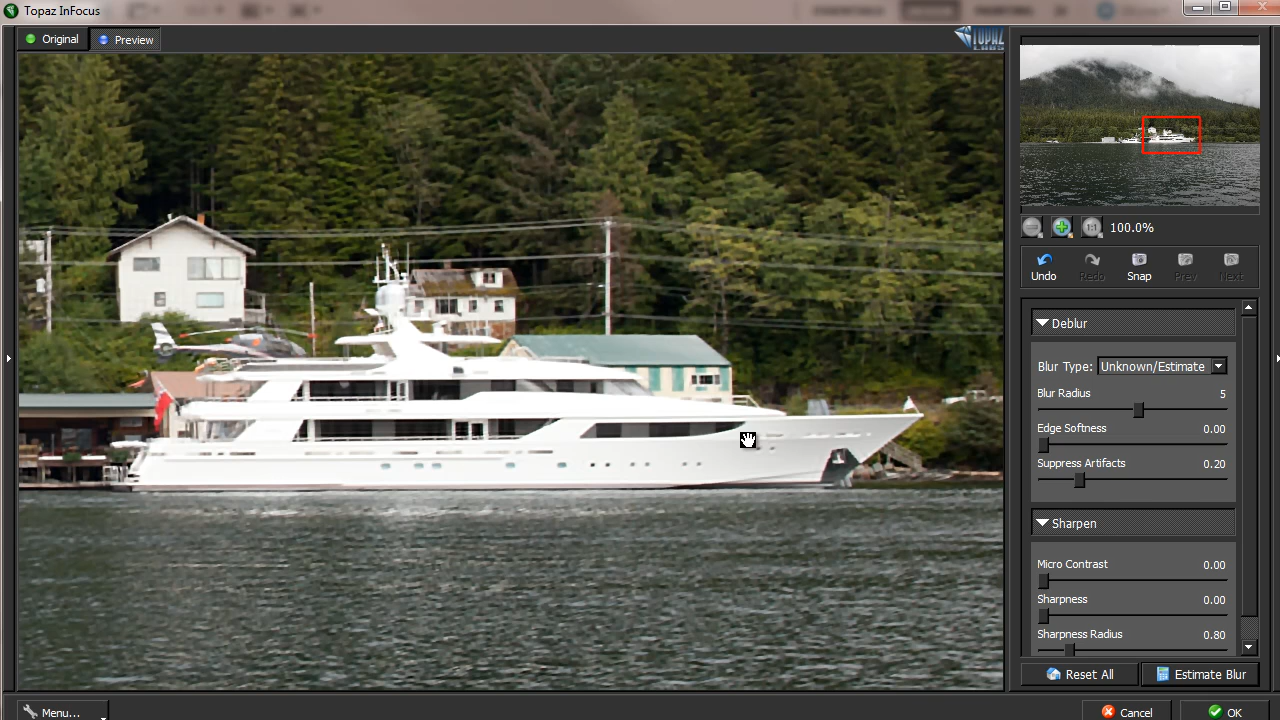 Topaz InFocus
Original
Preview
TOPAZ
LABS
100.0%
Undo
Redo
Snap
Prev
Next
Deblur
Blur Type: Unknown/Estimate
Blur Radius 5
Edge Softness 0.00
Suppress Artifacts 0.20
Sharpen
Micro Contrast 0.00
Sharpness 0.00
Sharpness Radius 0.80
Reset All
Estimate Blur
Menu...
Cancel
OK